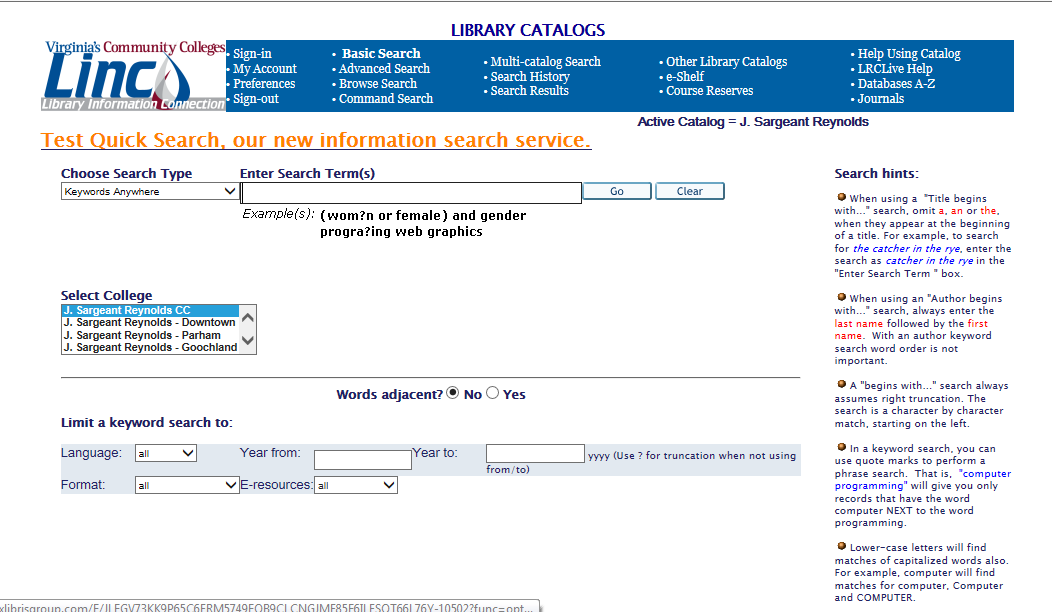 LIBRARY CATALOGS
Virginia's Community Colleges
Linc
Library Information Connection
• Sign-in
• My Account
• Preferences
• Sign-out
• Basic Search
• Advanced Search
• Browse Search
• Command Search
• Multi-catalog Search
• Search History
• Search Results
• Other Library Catalogs
• e-Shelf
• Course Reserves
• Help Using Catalog
• LRCLive Help
• Databases A-Z
• Journals
Active Catalog = J. Sargeant Reynolds
Test Quick Search, our new information search service.
Choose Search Type
Enter Search Term(s)
Keywords Anywhere
Go
Clear
Example(s): (wom?n or female) and gender
progra?ing web graphics
Select College
J. Sargeant Reynolds CC
J. Sargeant Reynolds - Downtown
J. Sargeant Reynolds - Parham
J. Sargeant Reynolds - Goochland
Words adjacent? No Yes
Limit a keyword search to:
Language: all Year from: Year to: yyyy (Use ? for truncation when not using
from/to)
Format: all E-resources: all
Search hints:
When using a "Title begins
with..." search, omit a, an or the,
when they appear at the beginning
of a title. For example, to search
for the catcher in the rye, enter the
search as catcher in the rye in the
"Enter Search Term " box.
When using an "Author begins
with..." search, always enter the
last name followed by the first
name. With an author keyword
search word order is not
important.
A "begins with..." search always
assumes right truncation. The
search is a character by character
match, starting on the left.
In a keyword search, you can
use quote marks to perform a
phrase search. That is, "computer
programming" will give you only
records that have the word
computer NEXT to the word
programming.
Lower-case letters will find
matches of capitalized words also.
For example, computer will find
matches for computer, Computer
and COMPUTER.